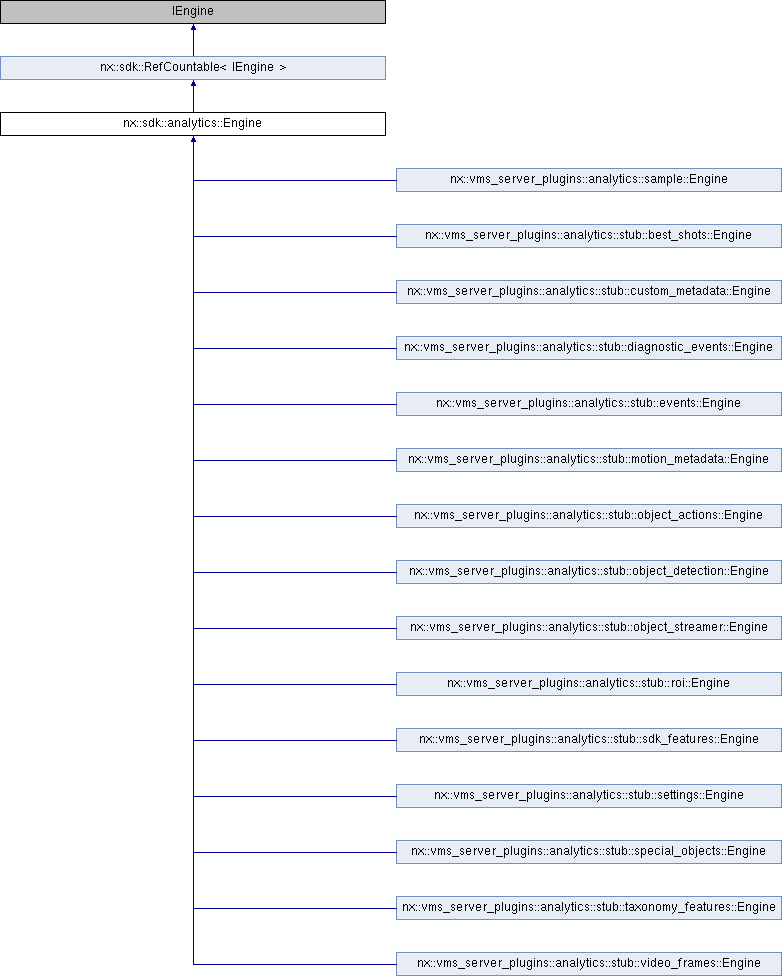 IEngine
nx::sdk::RefCountable< IEngine >
nx::sdk::analytics::Engine
nx::vms_server_plugins::analytics::sample::Engine
nx::vms_server_plugins::analytics::stub::best_shots::Engine
nx::vms_server_plugins::analytics::stub::custom_metadata::Engine
nx::vms_server_plugins::analytics::stub::diagnostic_events::Engine
nx::vms_server_plugins::analytics::stub::events::Engine
nx::vms_server_plugins::analytics::stub::motion_metadata::Engine
nx::vms_server_plugins::analytics::stub::object_actions::Engine
nx::vms_server_plugins::analytics::stub::object_detection::Engine
nx::vms_server_plugins::analytics::stub::object_streamer::Engine
nx::vms_server_plugins::analytics::stub::roi::Engine
nx::vms_server_plugins::analytics::stub::sdk_features::Engine
nx::vms_server_plugins::analytics::stub::settings::Engine
nx::vms_server_plugins::analytics::stub::special_objects::Engine
nx::vms_server_plugins::analytics::stub::taxonomy_features::Engine
nx::vms_server_plugins::analytics::stub::video_frames::Engine